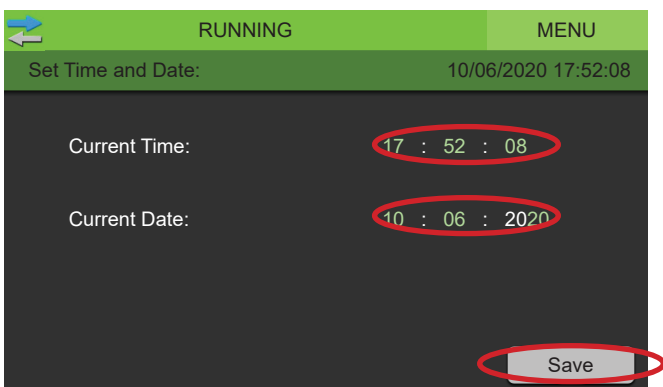 RUNNING MENU
Set Time and Date: 10/06/2020 17:52:08
Current Time: 17 : 52 : 08
Current Date: 10 : 06 : 2020
Save